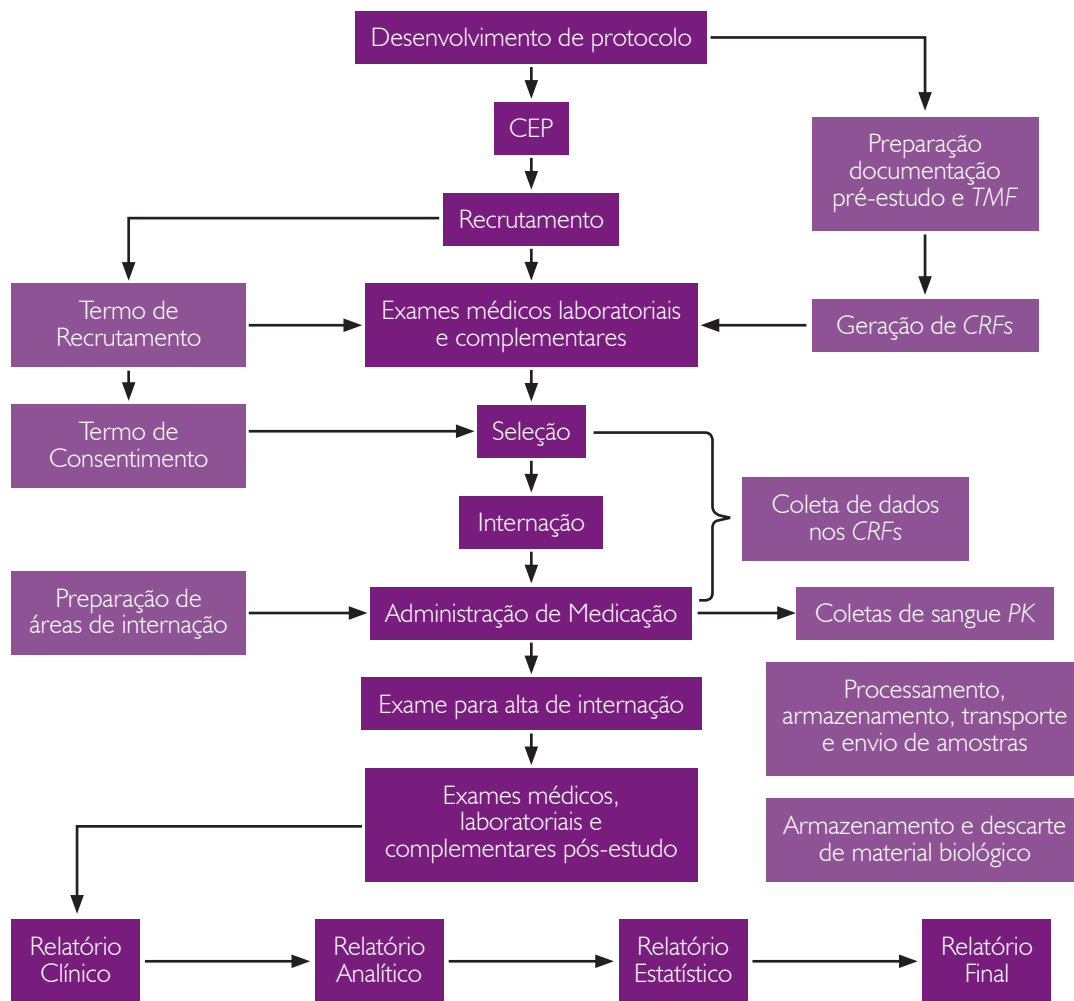 Desenvolvimento de protocolo
CEP
Preparação
documentação
pré-estudo e TMF
Recrutamento
Termo de
Recrutamento
Exames médicos laboratoriais
e complementares
Geração de CRFs
Termo de
Consentimento
Seleção
Internação
Coleta de dados
nos CRFs
Preparação de
áreas de internação
Administração de Medicação
Coletas de sangue PK
Exame para alta de internação
Processamento,
armazenamento, transporte
e envio de amostras
Exames médicos,
laboratoriais e
complementares pós-estudo
Armazenamento e descarte
de material biológico
Relatório
Clínico
Relatório
Analítico
Relatório
Estatístico
Relatório
Final